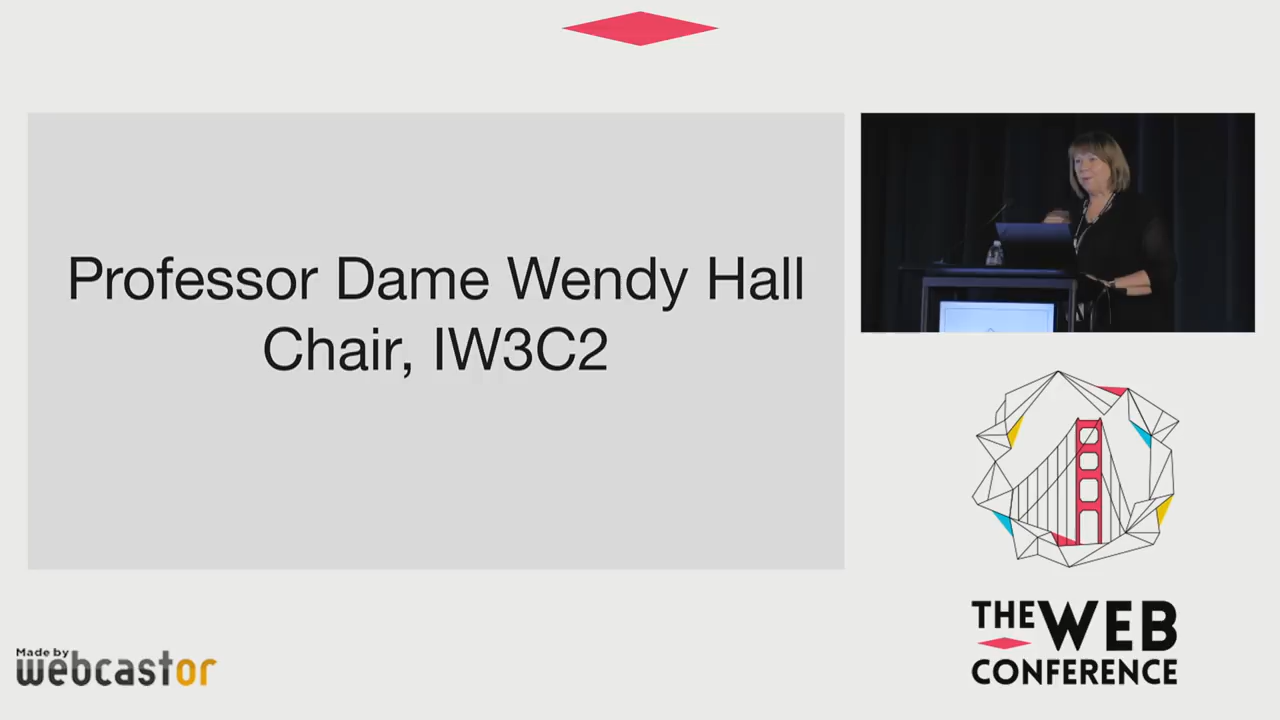 Professor Dame Wendy Hall
Chair, IW3C2
THE WEB
CONFERENCE
Made by
webcastor